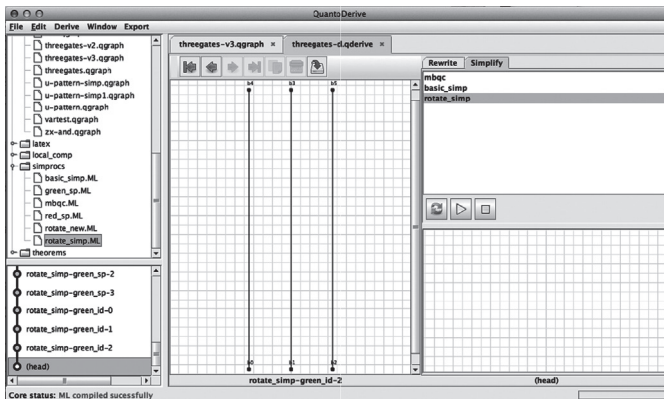 QuantoDerive
File Edit Derive Window Export
threegates-v2.qgraph
threegates-v3.qgraph
threegates.qgraph
u-pattern-simp.qgraph
u-pattern-simp1.qgraph
u-pattern.qgraph
vartest.qgraph
zx-and.qgraph
latex
local_comp
simprocs
basic_simp.ML
green_sp.ML
mbqc.ML
red_sp.ML
rotate_new.ML
rotate_simp.ML
theorems
rotate_simp-green_sp-2
rotate_simp-green_sp-3
rotate_simp-green_id-0
rotate_simp-green_id-1
rotate_simp-green_id-2
(head)
threegates-v3.qgraph × threegates-d.qderive ×
b4 b3 b5
b0 b1 b2
rotate_simp-green_id-2
Rewrite Simplify
mbqc
basic_simp
rotate_simp
(head)
Core status: ML compiled sucessfully